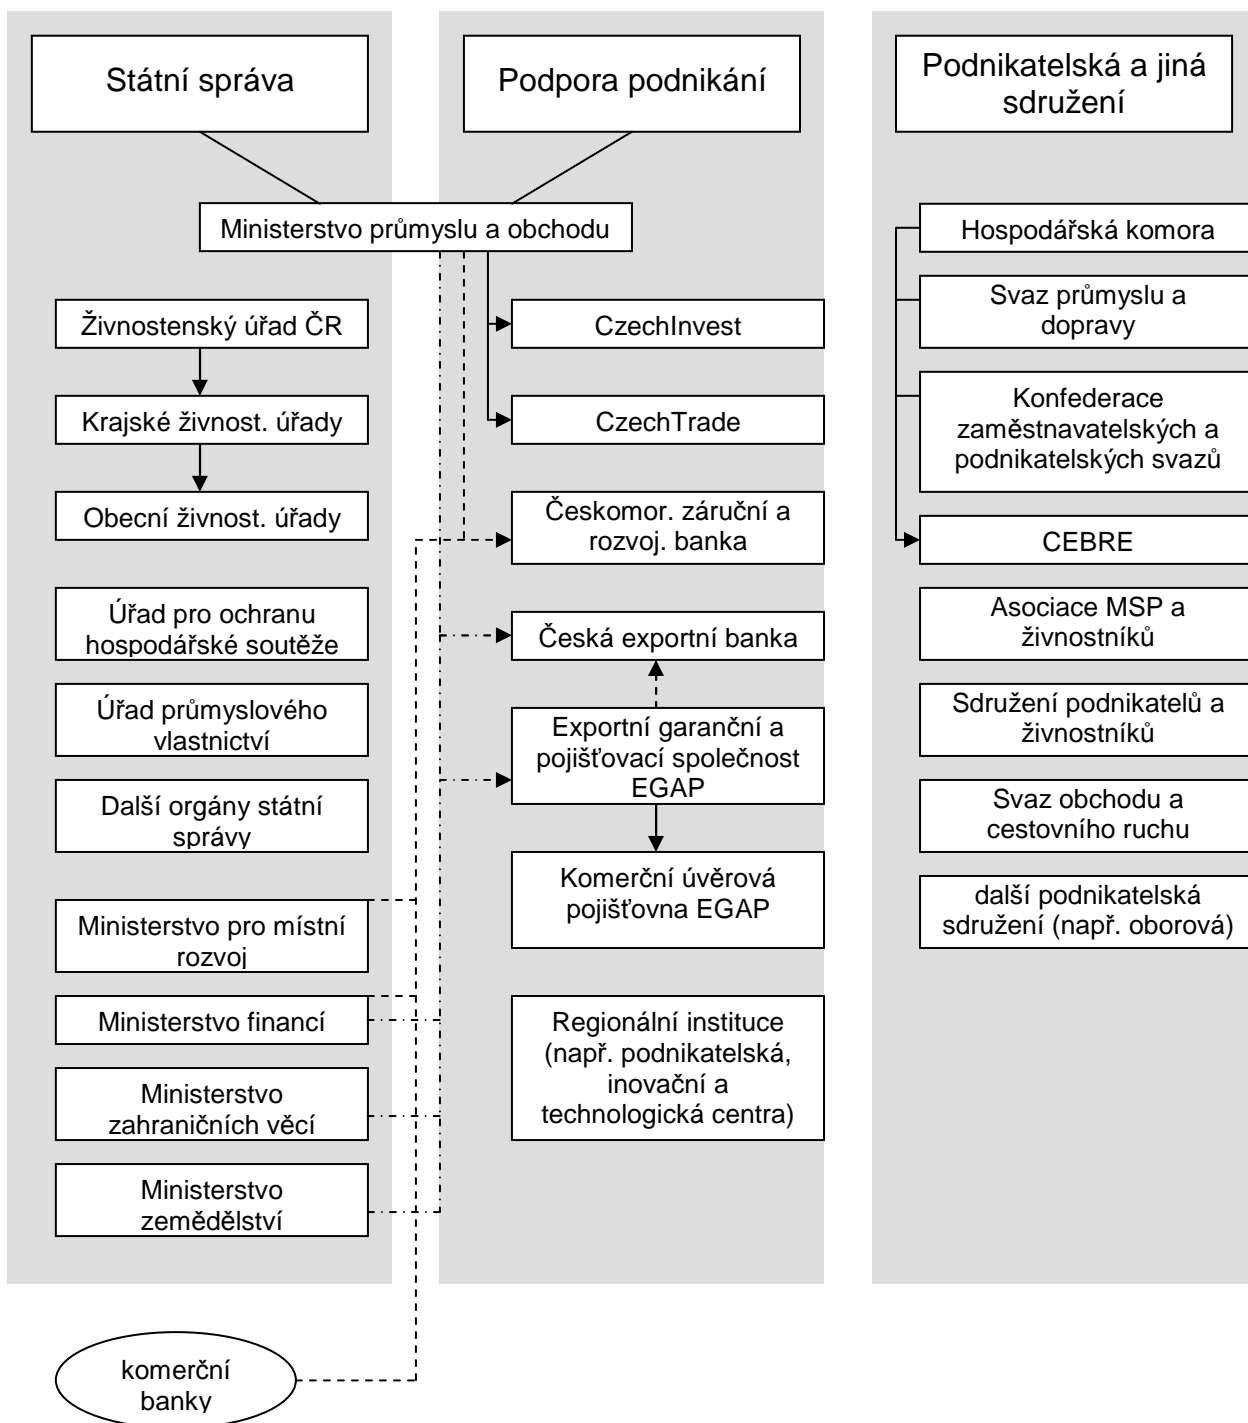 Státní správa
Podpora podnikání
Podnikatelská a jiná
sdružení
Ministerstvo průmyslu a obchodu
Živnostenský úřad ČR
Krajské živnost. úřady
Obecní živnost. úřady
Úřad pro ochranu
hospodářské soutěže
Úřad průmyslového
vlastnictví
Další orgány státní
správy
Ministerstvo pro místní
rozvoj
Ministerstvo financí
Ministerstvo
zahraničních věcí
Ministerstvo
zemědělství
komerční
banky
CzechInvest
CzechTrade
Českomor. záruční a
rozvoj. banka
Česká exportní banka
Exportní garanční a
pojišťovací společnost
EGAP
Komerční úvěrová
pojišťovna EGAP
Regionální instituce
(např. podnikatelská,
inovační a
technologická centra)
Hospodářská komora
Svaz průmyslu a
dopravy
Konfederace
zaměstnavatelských a
podnikatelských svazů
CEBRE
Asociace MSP a
živnostníků
Sdružení podnikatelů a
živnostníků
Svaz obchodu a
cestovního ruchu
další podnikatelská
sdružení (např. oborová)